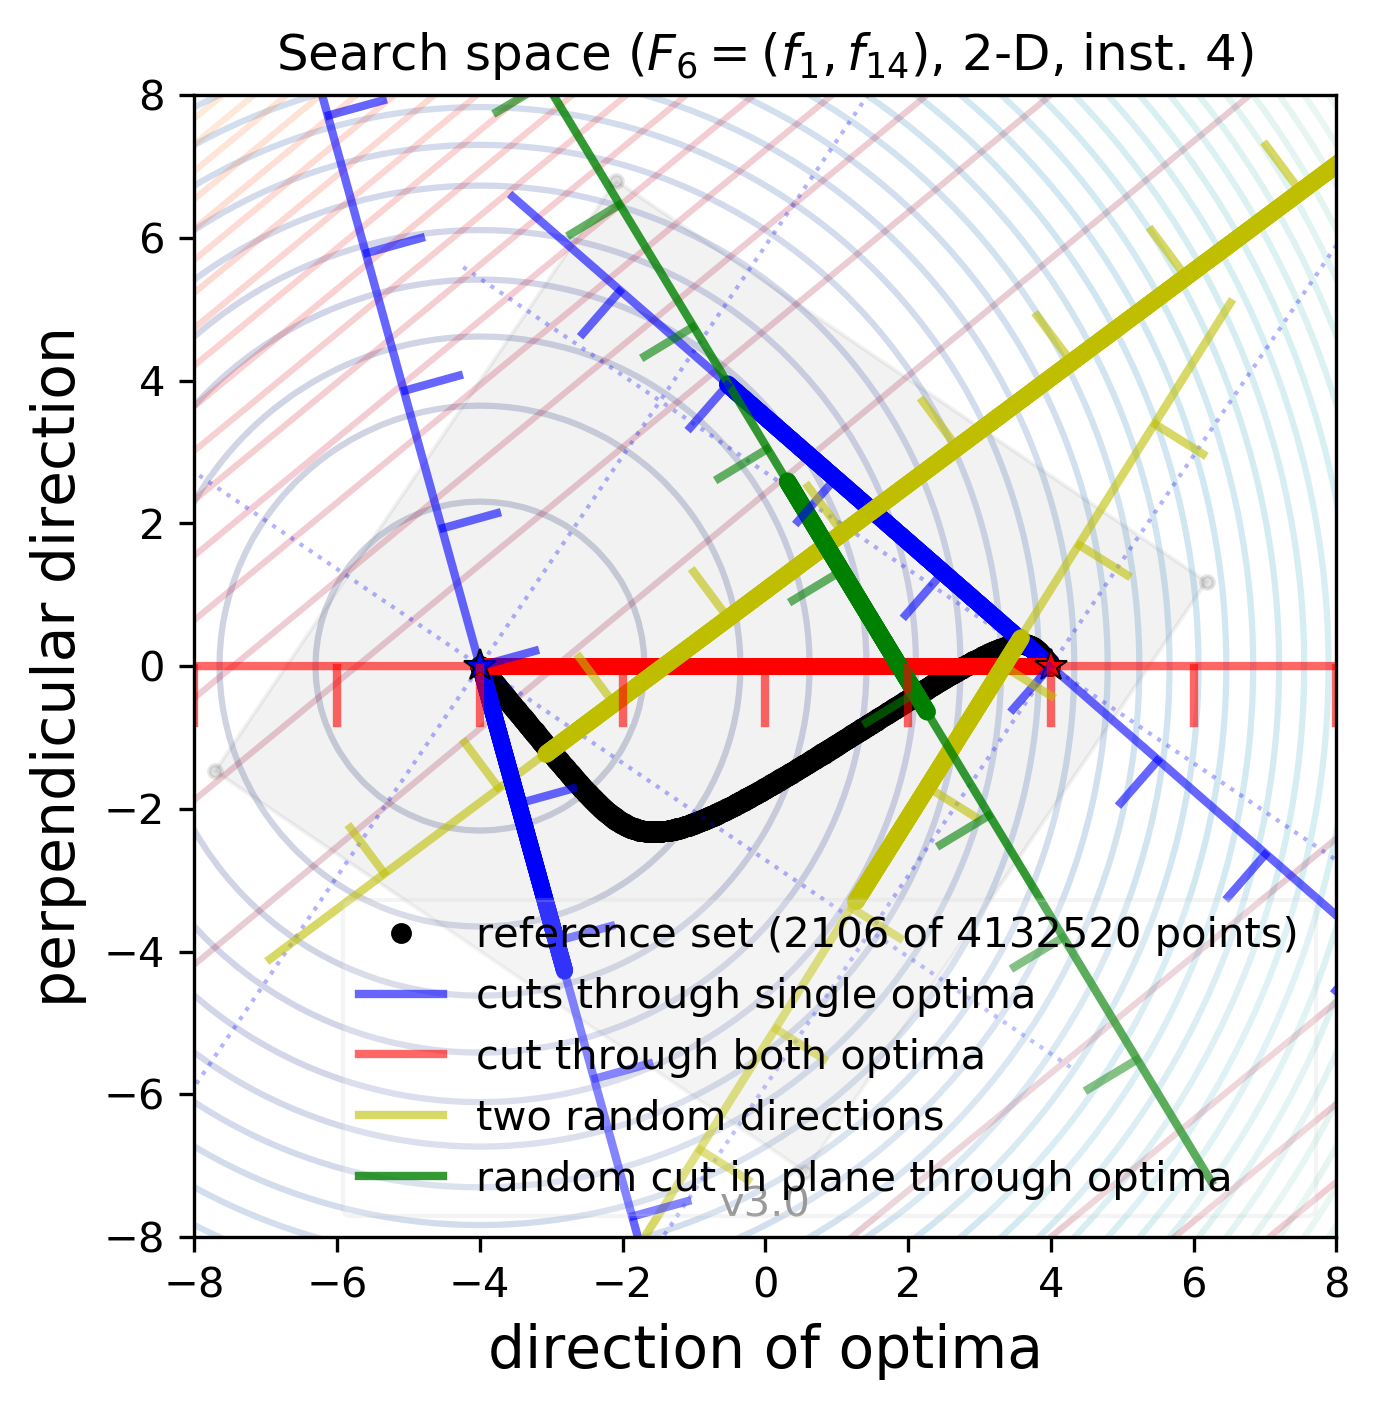 Search space (F₆ = (f₁, f₁₄), 2-D, inst. 4)
8
6
4
2
0
−2
−4
−6
−8
perpendicular direction
reference set (2106 of 4132520 points)
cuts through single optima
cut through both optima
two random directions
random cut in plane through optima
v3.0
−8 −6 −4 −2 0 2 4 6 8
direction of optima